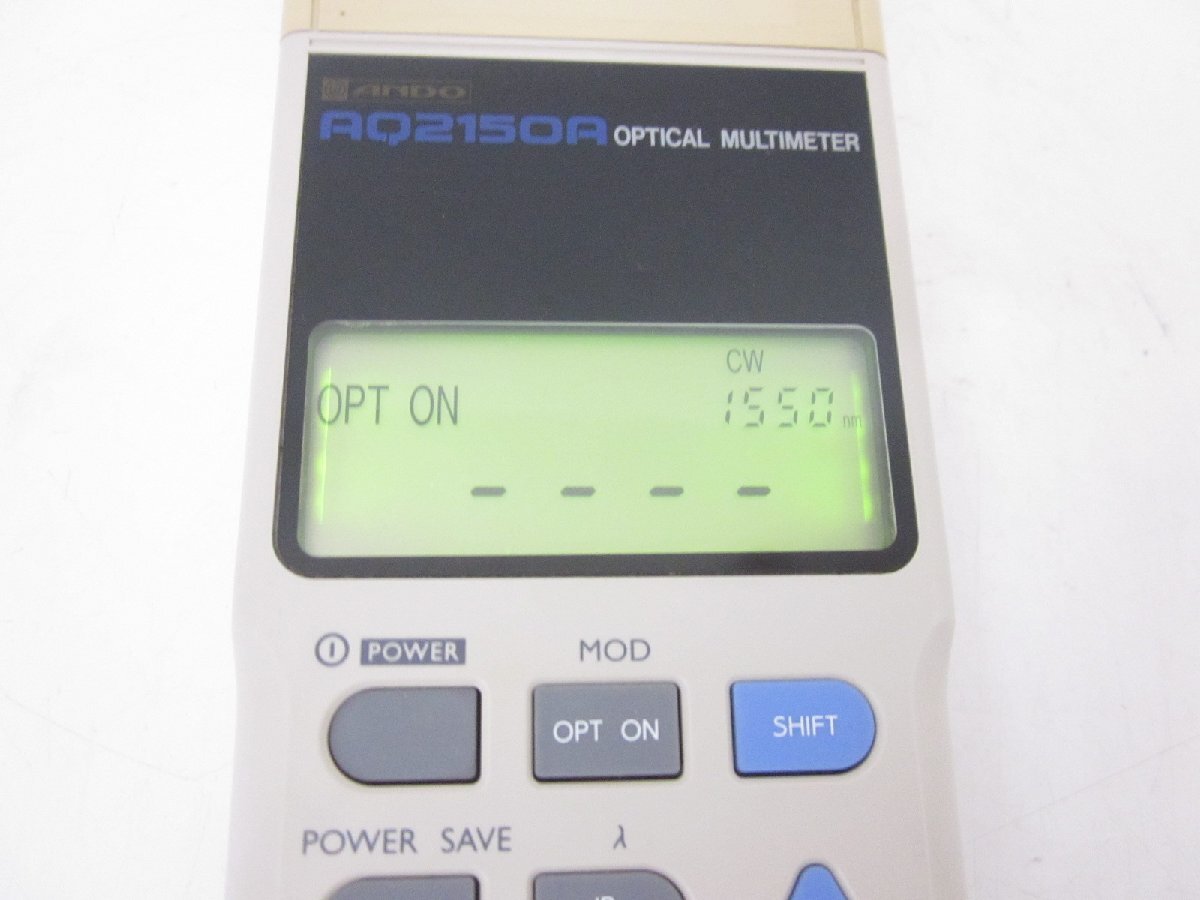 ANDO
AQ2150A OPTICAL MULTIMETER
CW
OPT ON 1550 nm
- - - -
POWER MOD
OPT ON SHIFT
POWER SAVE λ